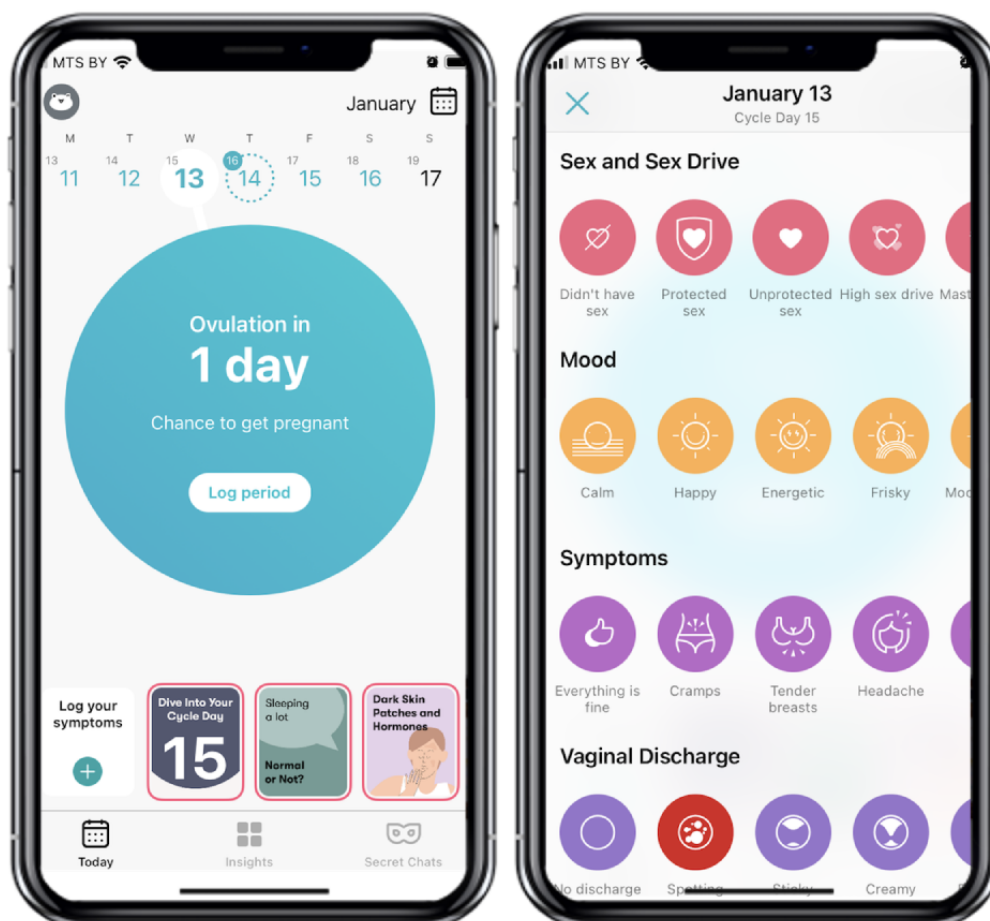 MTS BY
January
M T W T F S S
13 14 15 16 17 18 19
11 12 13 14 15 16 17
Ovulation in
1 day
Chance to get pregnant
Log period
Log your
symptoms
+
Dive Into Your
Cycle Day
15
Sleeping
a lot
Normal
or Not?
Dark Skin
Patches and
Hormones
Today
Insights
Secret Chats
MTS BY
January 13
Cycle Day 15
Sex and Sex Drive
Didn't have
sex
Protected
sex
Unprotected
sex
High sex drive
Mast
Mood
Calm
Happy
Energetic
Frisky
Moo
Symptoms
Everything is
fine
Cramps
Tender
breasts
Headache
Vaginal Discharge
No discharge
Spotting
Sticky
Creamy